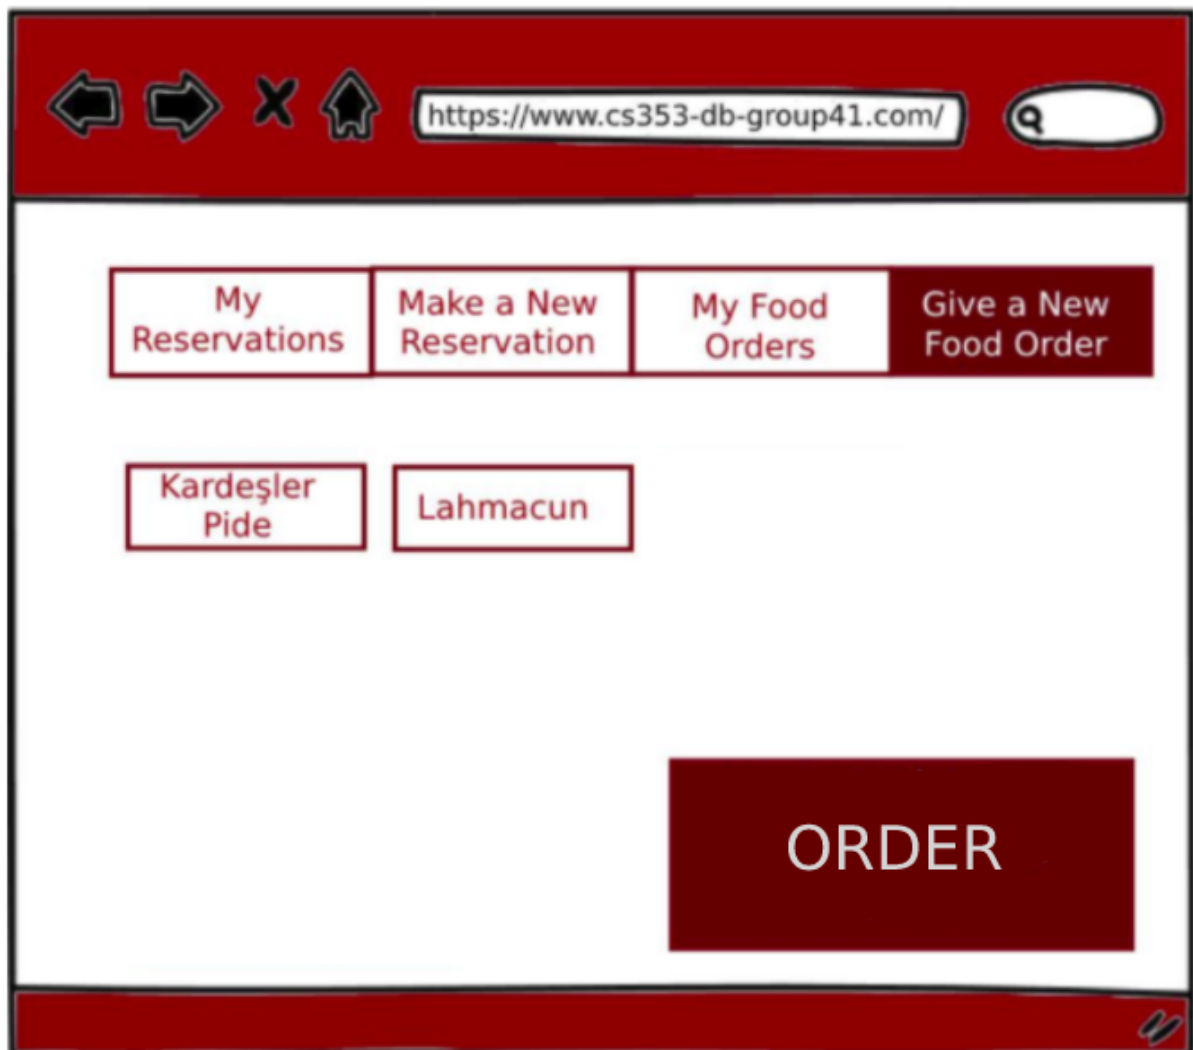 https://www.cs353-db-group41.com/
My
Reservations
Make a New
Reservation
My Food
Orders
Give a New
Food Order
Kardeşler
Pide
Lahmacun
ORDER